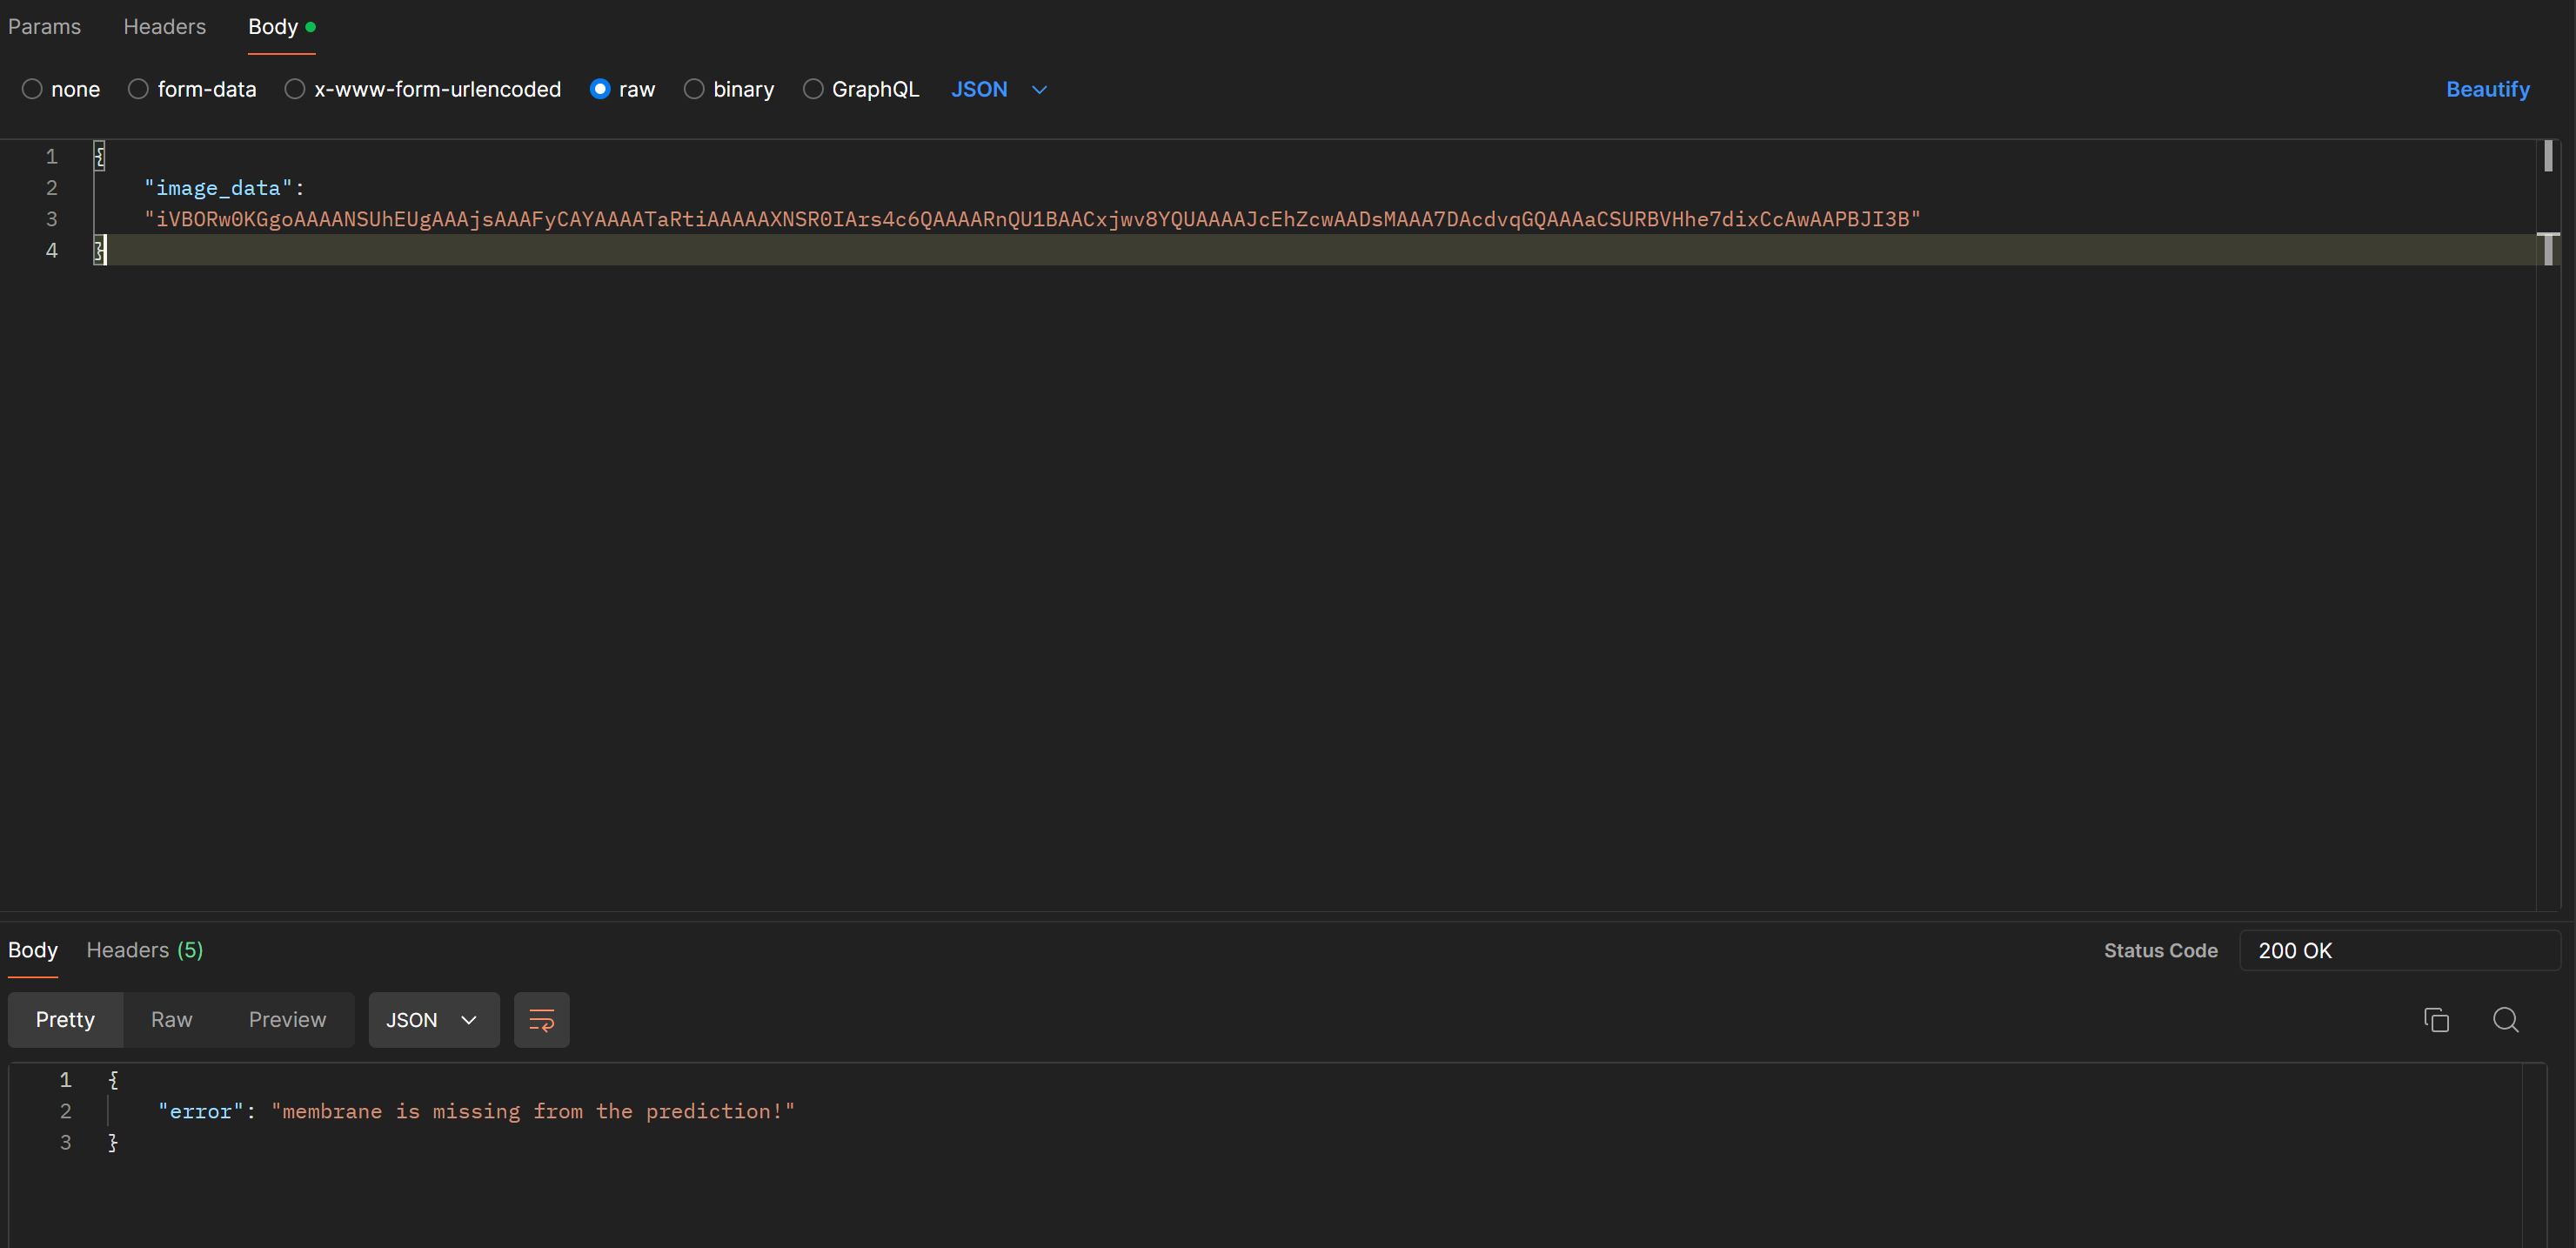 Params Headers Body
none form-data x-www-form-urlencoded raw binary GraphQL JSON Beautify
1 {
2 "image_data":
3 "iVBORw0KGgoAAAANSUhEUgAAAjsAAAFyCAYAAAATaRtiAAAAAXNSR0IArs4c6QAAAARnQU1BAACxjwv8YQUAAAAJcEhZcwAADsMAAA7DAcdvqGQAAAaCSURBVHhe7dixCcAwAAPBJI3B"
4 }
Body Headers (5) Status Code 200 OK
Pretty Raw Preview JSON
1 {
2 "error": "membrane is missing from the prediction!"
3 }